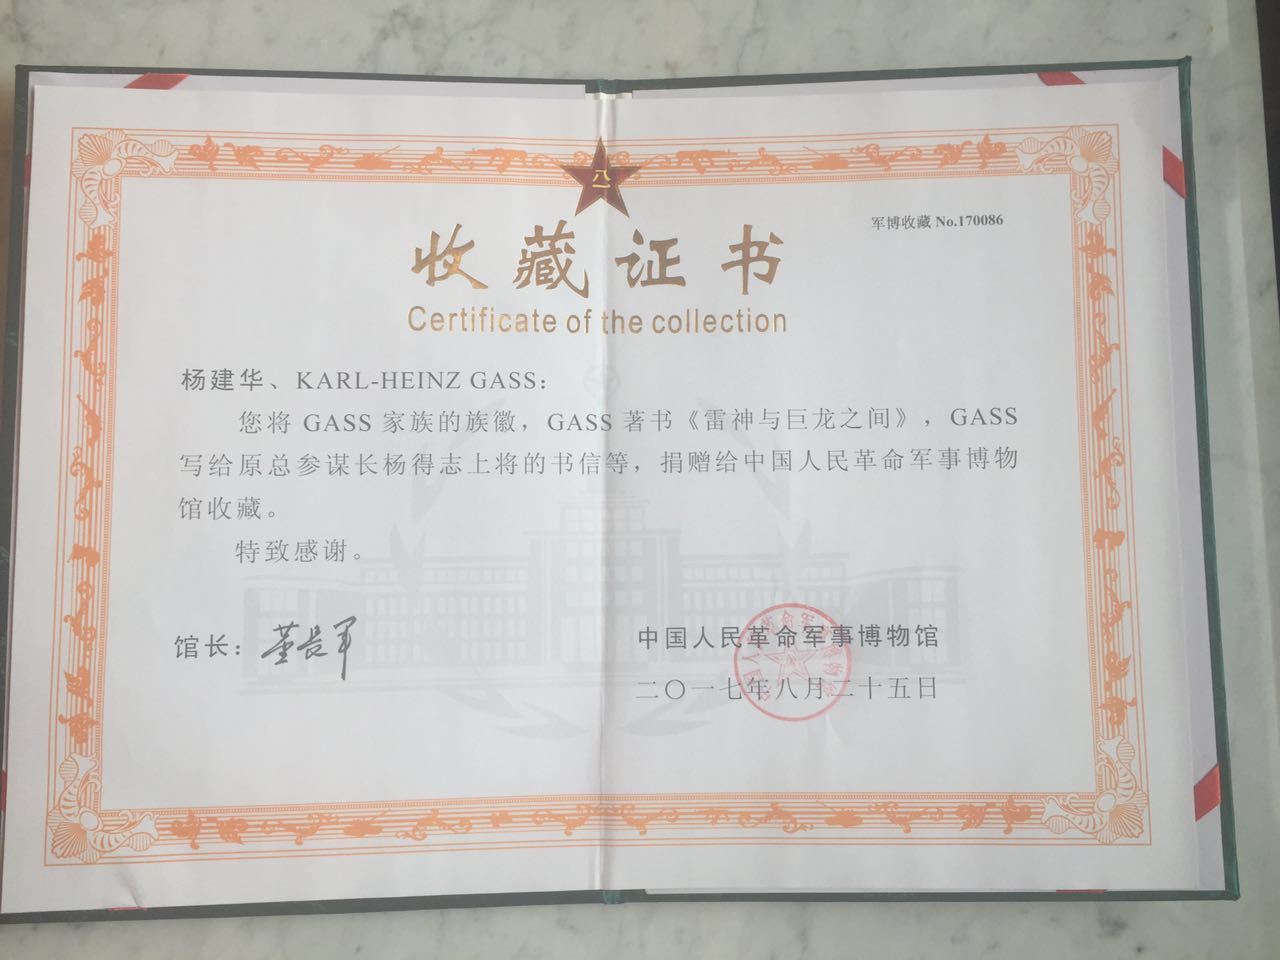 八一
军博收藏 No.170086
收藏证书
Certificate of the collection
杨建华、KARL-HEINZ GASS：
您将 GASS 家族的族徽，GASS 著书《雷神与巨龙之间》，GASS
写给原总参谋长杨得志上将的书信等，捐赠给中国人民革命军事博物
馆收藏。
特致感谢。
馆长：董长军
中国人民革命军事博物馆
二〇一七年八月二十五日